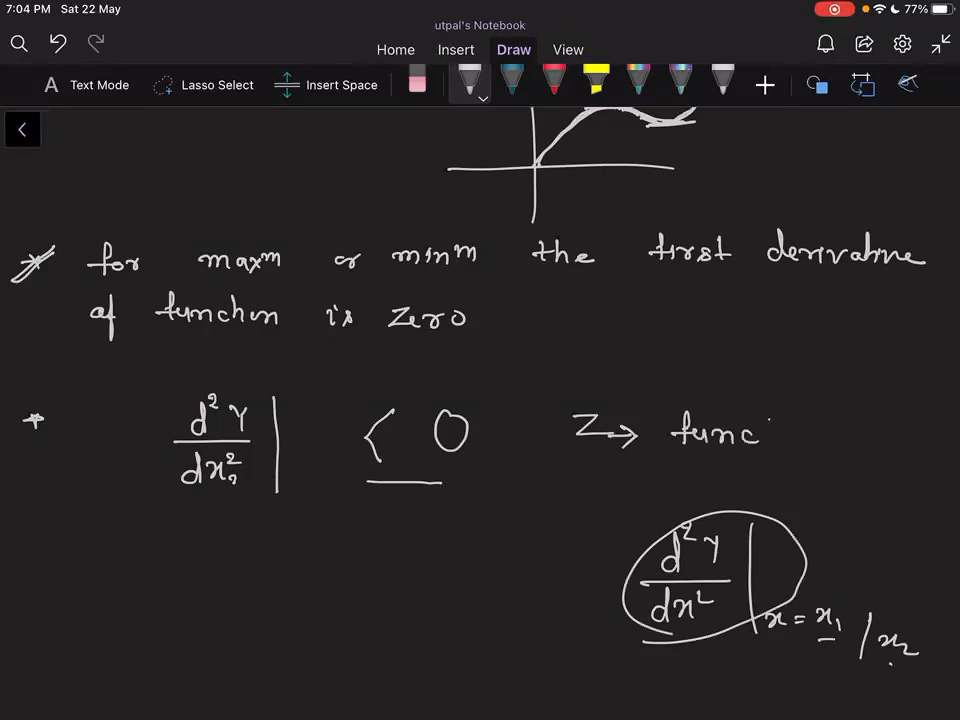 7:04 PM Sat 22 May 77%
utpal's Notebook
Home Insert Draw View
A Text Mode Lasso Select Insert Space
for maxm or minm the first derivative
of function is zero
d²y/dx² | < 0 Z → func
d²y/dx² | x = x₁ / x₂